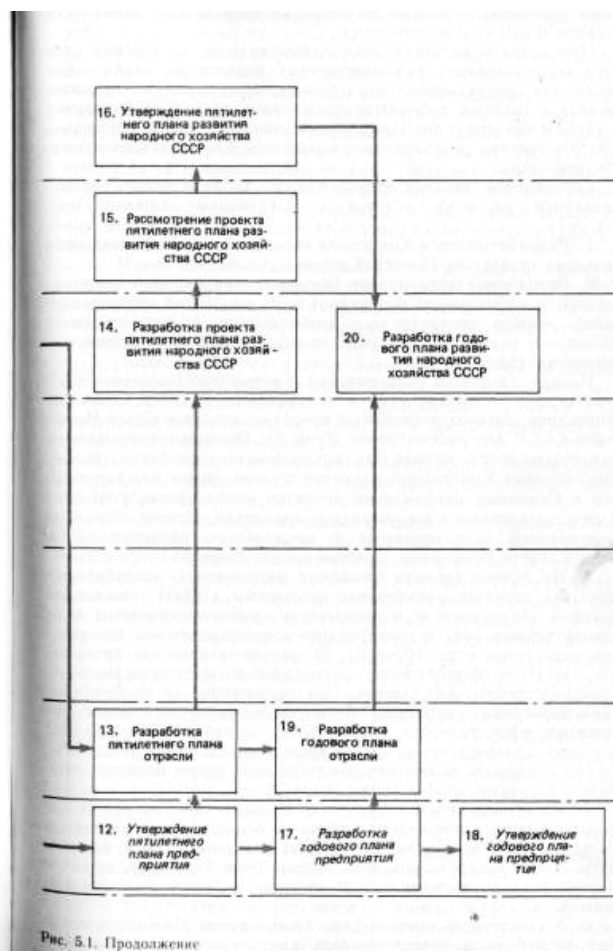 16. Утверждение пятилет-
него плана развития
народного хозяйства
СССР
15. Рассмотрение проекта
пятилетнего плана раз-
вития народного хозяй-
ства СССР
14. Разработка проекта
пятилетнего плана раз-
вития народного хозяй-
ства СССР
20. Разработка годо-
вого плана разви-
тия народного
хозяйства СССР
13. Разработка
пятилетнего плана
отрасли
19. Разработка
годового плана
отрасли
12. Утверждение
пятилетнего
плана пред-
приятия
17. Разработка
годового плана
предприятия
18. Утверждение
годового пла-
на предприя-
тия
Рис. 5.1. Продолжение